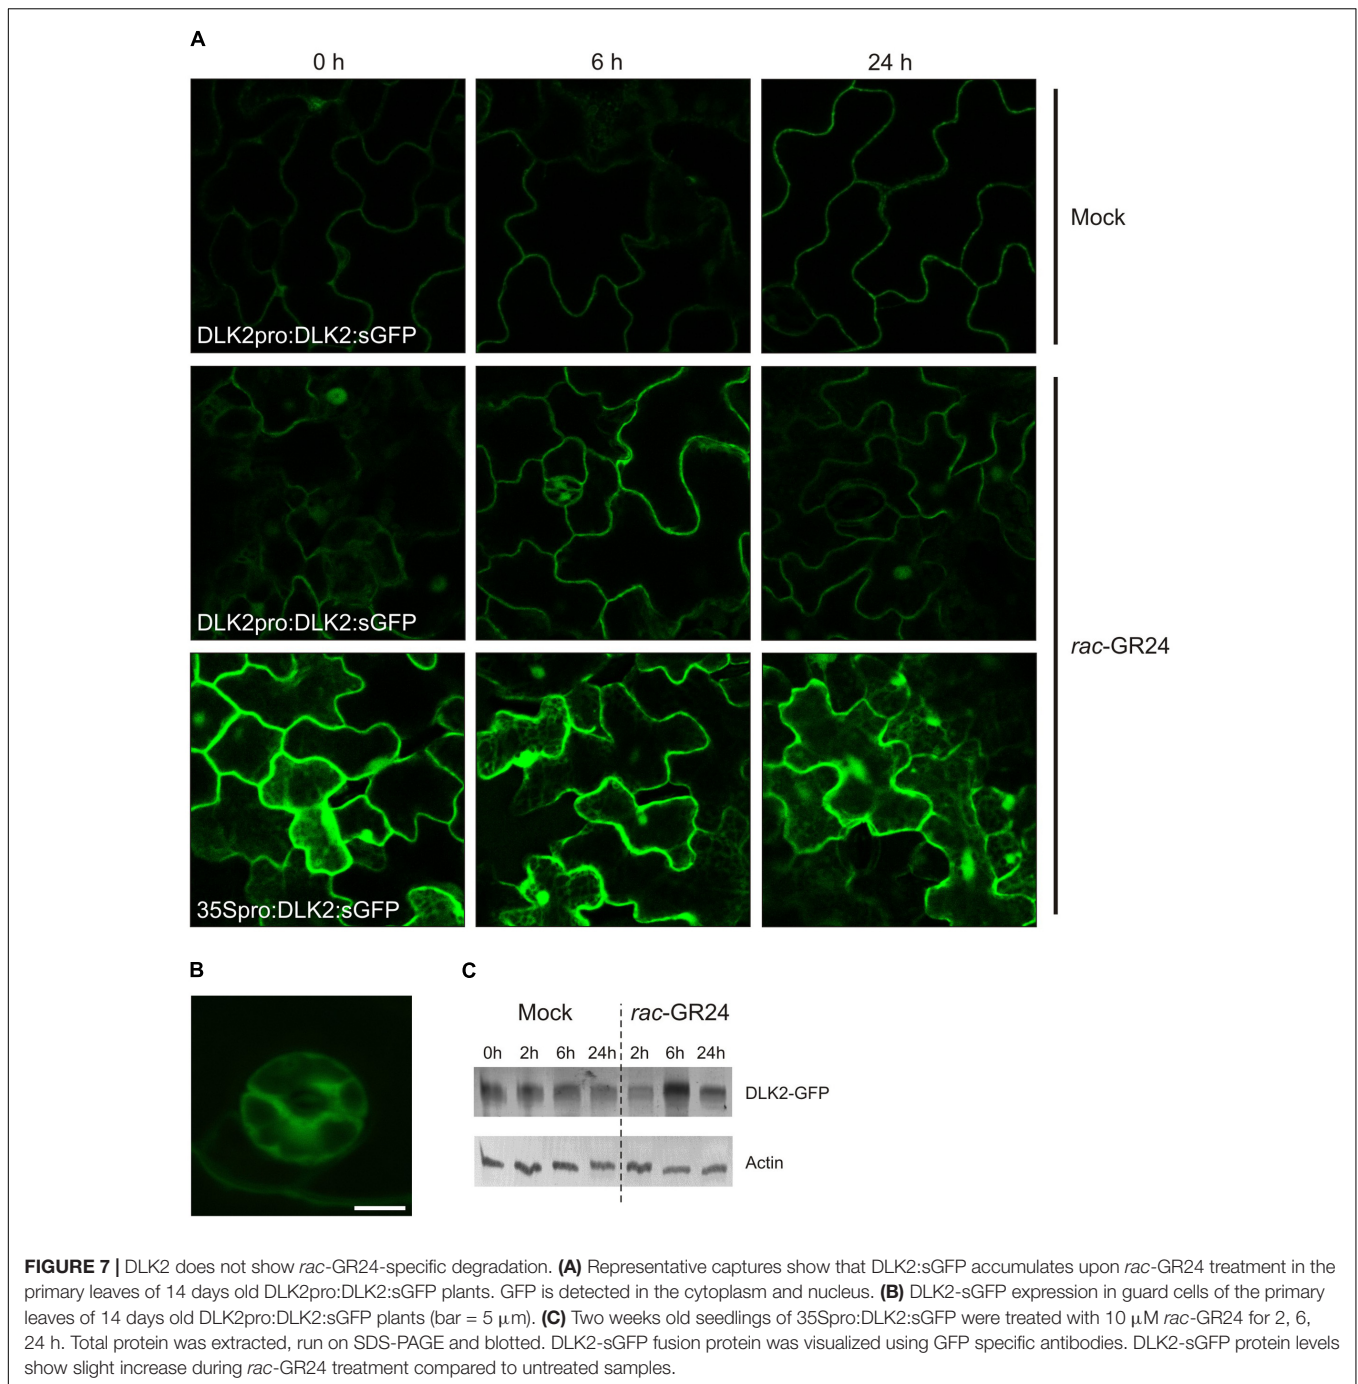 A
0 h 6 h 24 h
DLK2pro:DLK2:sGFP
Mock
DLK2pro:DLK2:sGFP
rac-GR24
35Spro:DLK2:sGFP
B C
Mock rac-GR24
0h 2h 6h 24h 2h 6h 24h
DLK2-GFP
Actin
FIGURE 7 | DLK2 does not show rac-GR24-specific degradation. (A) Representative captures show that DLK2:sGFP accumulates upon rac-GR24 treatment in the
primary leaves of 14 days old DLK2pro:DLK2:sGFP plants. GFP is detected in the cytoplasm and nucleus. (B) DLK2-sGFP expression in guard cells of the primary
leaves of 14 days old DLK2pro:DLK2:sGFP plants (bar = 5 μm). (C) Two weeks old seedlings of 35Spro:DLK2:sGFP were treated with 10 μM rac-GR24 for 2, 6,
24 h. Total protein was extracted, run on SDS-PAGE and blotted. DLK2-sGFP fusion protein was visualized using GFP specific antibodies. DLK2-sGFP protein levels
show slight increase during rac-GR24 treatment compared to untreated samples.